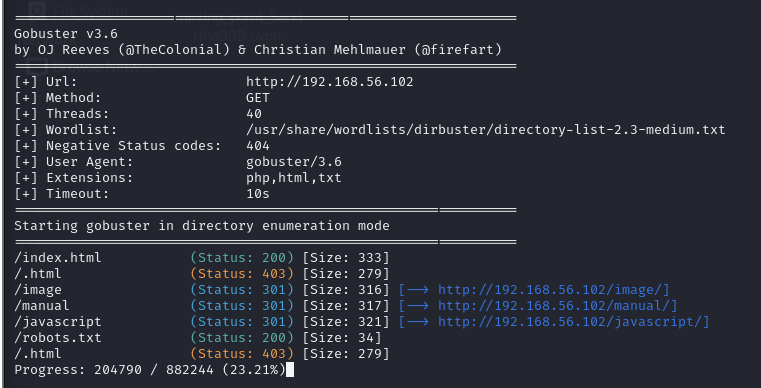 Gobuster v3.6
by OJ Reeves (@TheColonial) & Christian Mehlmauer (@firefart)
[+] Url: http://192.168.56.102
[+] Method: GET
[+] Threads: 40
[+] Wordlist: /usr/share/wordlists/dirbuster/directory-list-2.3-medium.txt
[+] Negative Status codes: 404
[+] User Agent: gobuster/3.6
[+] Extensions: php,html,txt
[+] Timeout: 10s
Starting gobuster in directory enumeration mode
/index.html (Status: 200) [Size: 333]
/.html (Status: 403) [Size: 279]
/image (Status: 301) [Size: 316] [--> http://192.168.56.102/image/]
/manual (Status: 301) [Size: 317] [--> http://192.168.56.102/manual/]
/javascript (Status: 301) [Size: 321] [--> http://192.168.56.102/javascript/]
/robots.txt (Status: 200) [Size: 34]
/.html (Status: 403) [Size: 279]
Progress: 204790 / 882244 (23.21%)